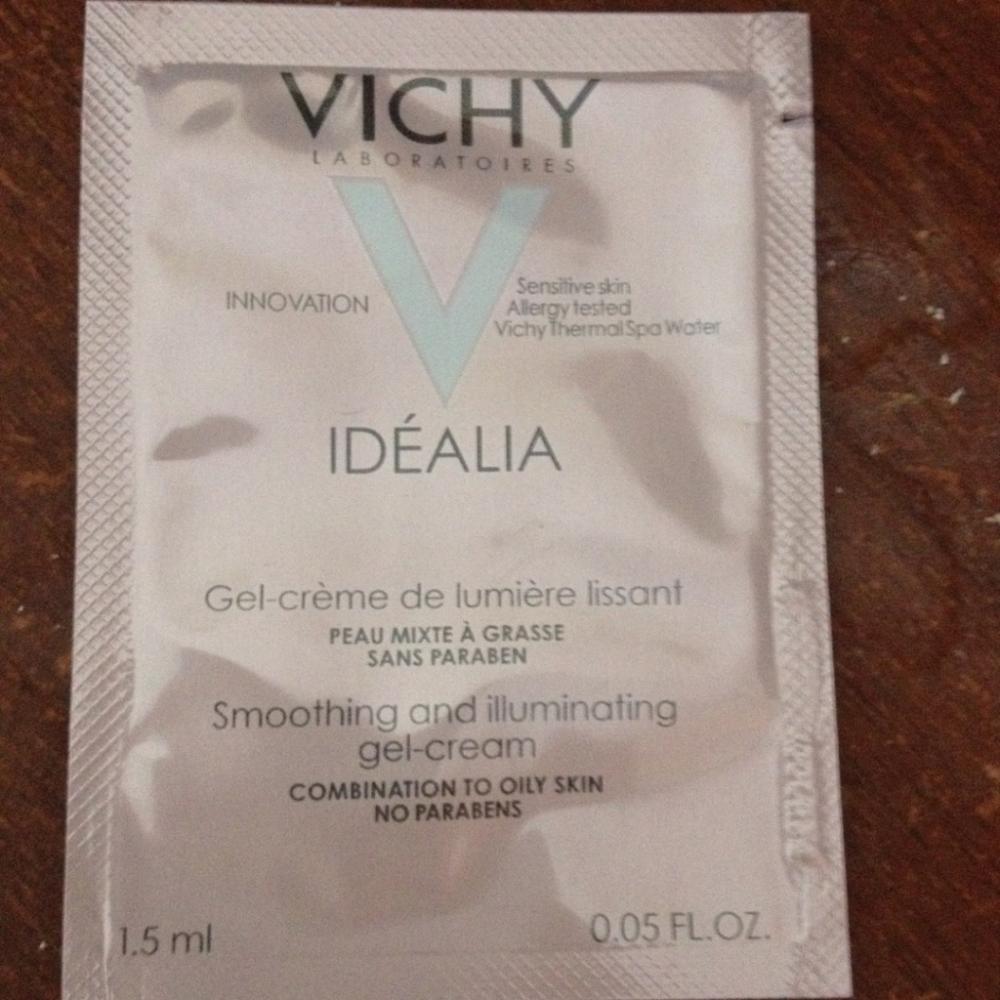 VICHY
LABORATOIRES
V
INNOVATION
Sensitive skin
Allergy tested
Vichy Thermal Spa Water
IDÉALIA
Gel-crème de lumière lissant
PEAU MIXTE À GRASSE
SANS PARABEN
Smoothing and illuminating
gel-cream
COMBINATION TO OILY SKIN
NO PARABENS
1.5 ml
0.05 FL.OZ.